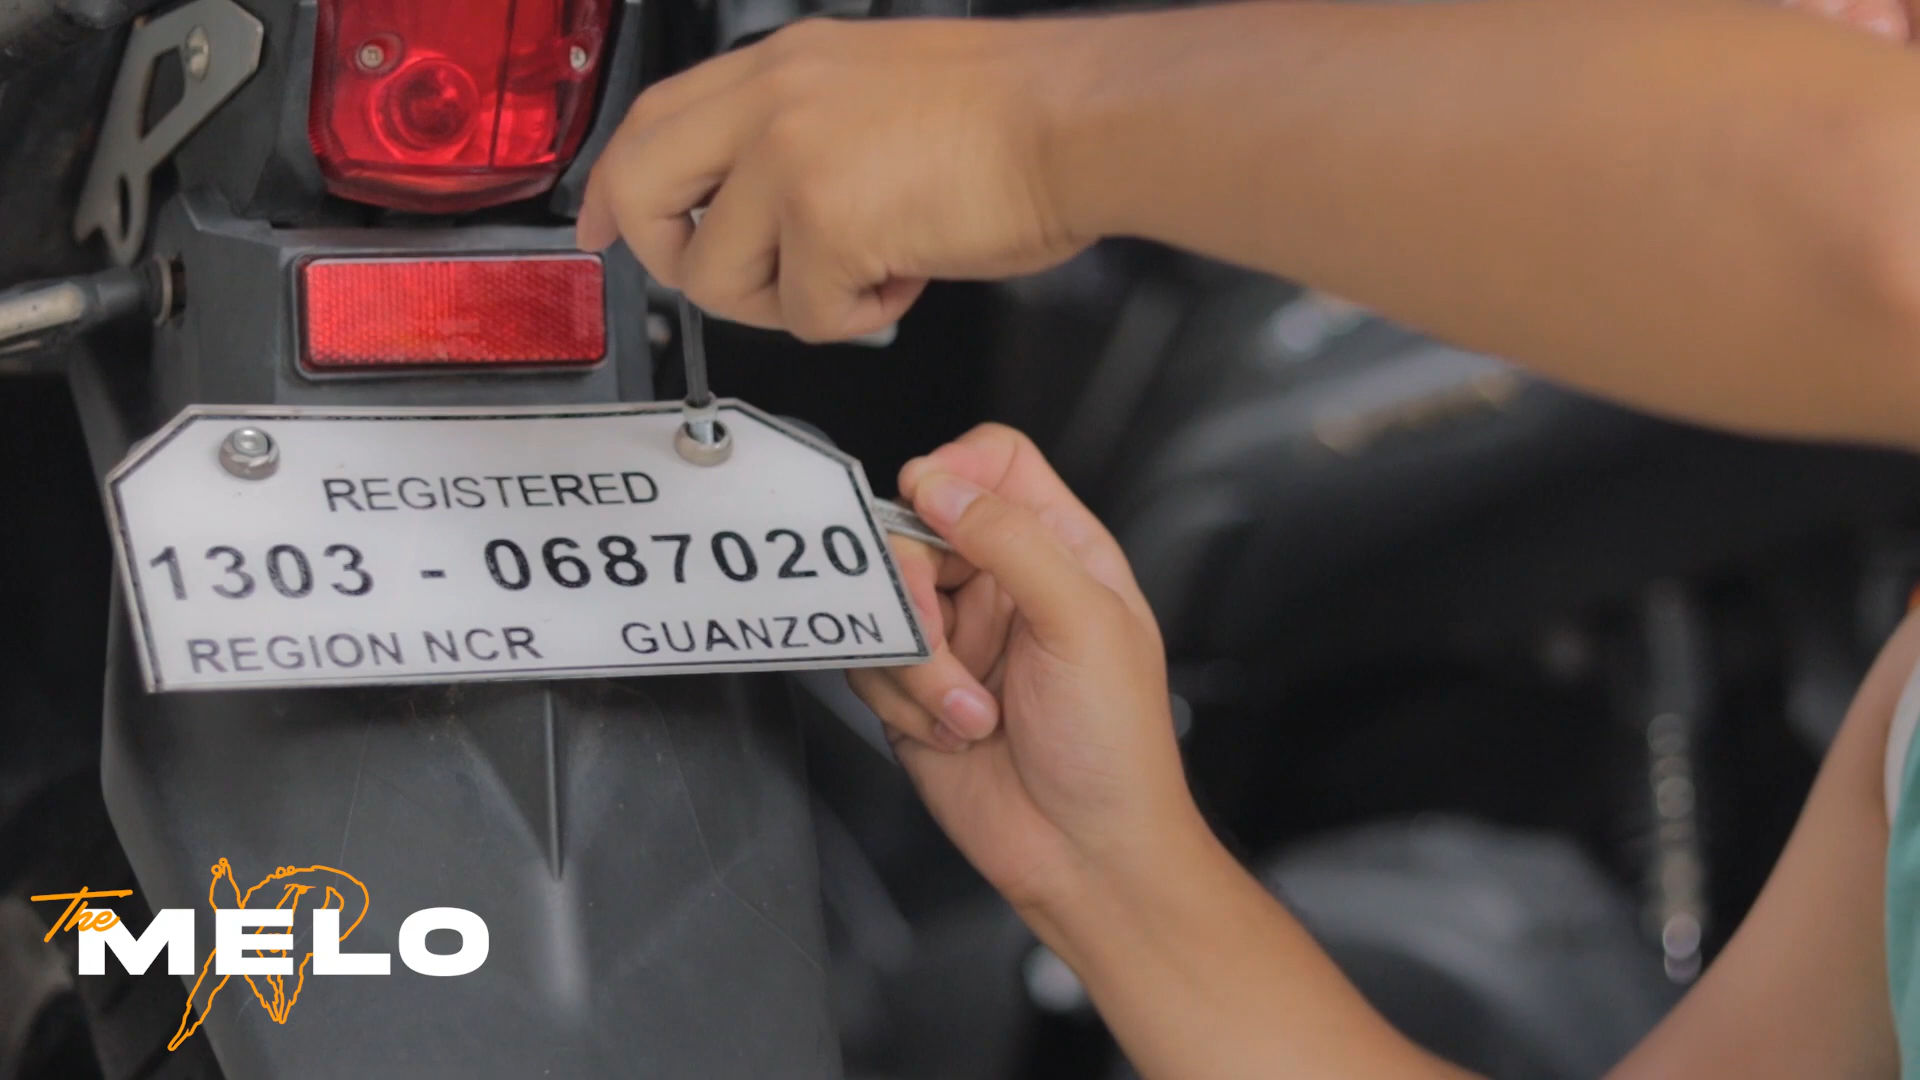 REGISTERED
1303 - 0687020
REGION NCR GUANZON
The
MELO